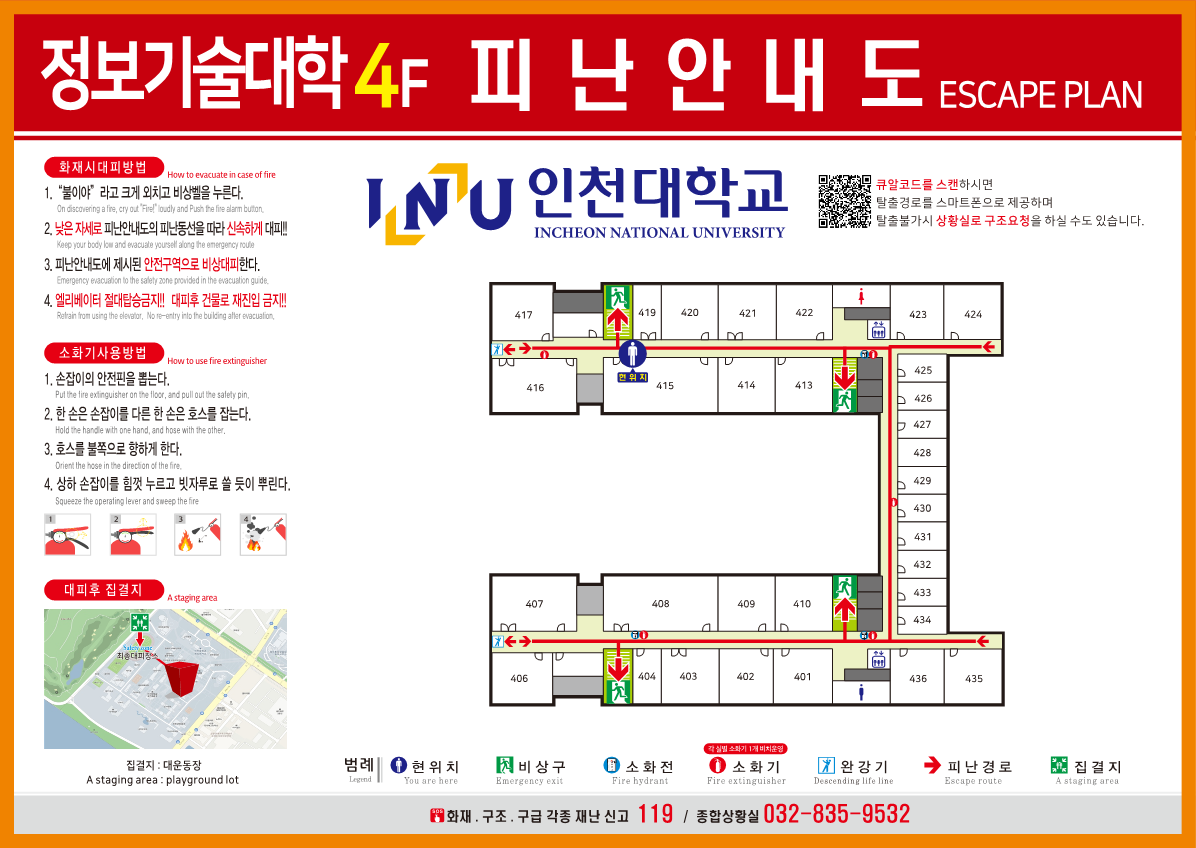 정보기술대학 4F 피난안내도 ESCAPE PLAN
화재시대피방법 How to evacuate in case of fire
1. “불이야” 라고 크게 외치고 비상벨을 누른다.
On discovering a fire, cry out "Fire!" loudly and Push the fire alarm button.
2. 낮은 자세로 피난안내도의 피난동선을 따라 신속하게 대피!!
Keep your body low and evacuate yourself along the emergency route
3. 피난안내도에 제시된 안전구역으로 비상대피한다.
Emergency evacuation to the safety zone provided in the evacuation guide.
4. 엘리베이터 절대탑승금지!! 대피후 건물로 재진입 금지!!
Refrain from using the elevator. No re-entry into the building after evacuation.
소화기사용방법 How to use fire extinguisher
1. 손잡이의 안전핀을 뽑는다.
Put the fire extinguisher on the floor, and pull out the safety pin.
2. 한 손은 손잡이를 다른 한 손은 호스를 잡는다.
Hold the handle with one hand, and hose with the other.
3. 호스를 불쪽으로 향하게 한다.
Orient the hose in the direction of the fire.
4. 상하 손잡이를 힘껏 누르고 빗자루로 쓸 듯이 뿌린다.
Squeeze the operating lever and sweep the fire
1 2 3 4
대피후 집결지 A staging area
Safety zone
최종대피장소
집결지 : 대운동장
A staging area : playground lot
INU 인천대학교
INCHEON NATIONAL UNIVERSITY
큐알코드를 스캔하시면
탈출경로를 스마트폰으로 제공하며
탈출불가시 상황실로 구조요청을 하실 수도 있습니다.
417 419 420 421 422 423 424
현위치
416 415 414 413
425
426
427
428
429
430
431
432
433
434
407 408 409 410
406 404 403 402 401 436 435
각 실별 소화기 1개 비치운영
범례 현위치 비상구 소화전 소화기 완강기 피난경로 집결지
Legend You are here Emergency exit Fire hydrant Fire extinguisher Descending life line Escape route A staging area
SOS 화재 . 구조 . 구급 각종 재난 신고 119 / 종합상황실 032-835-9532